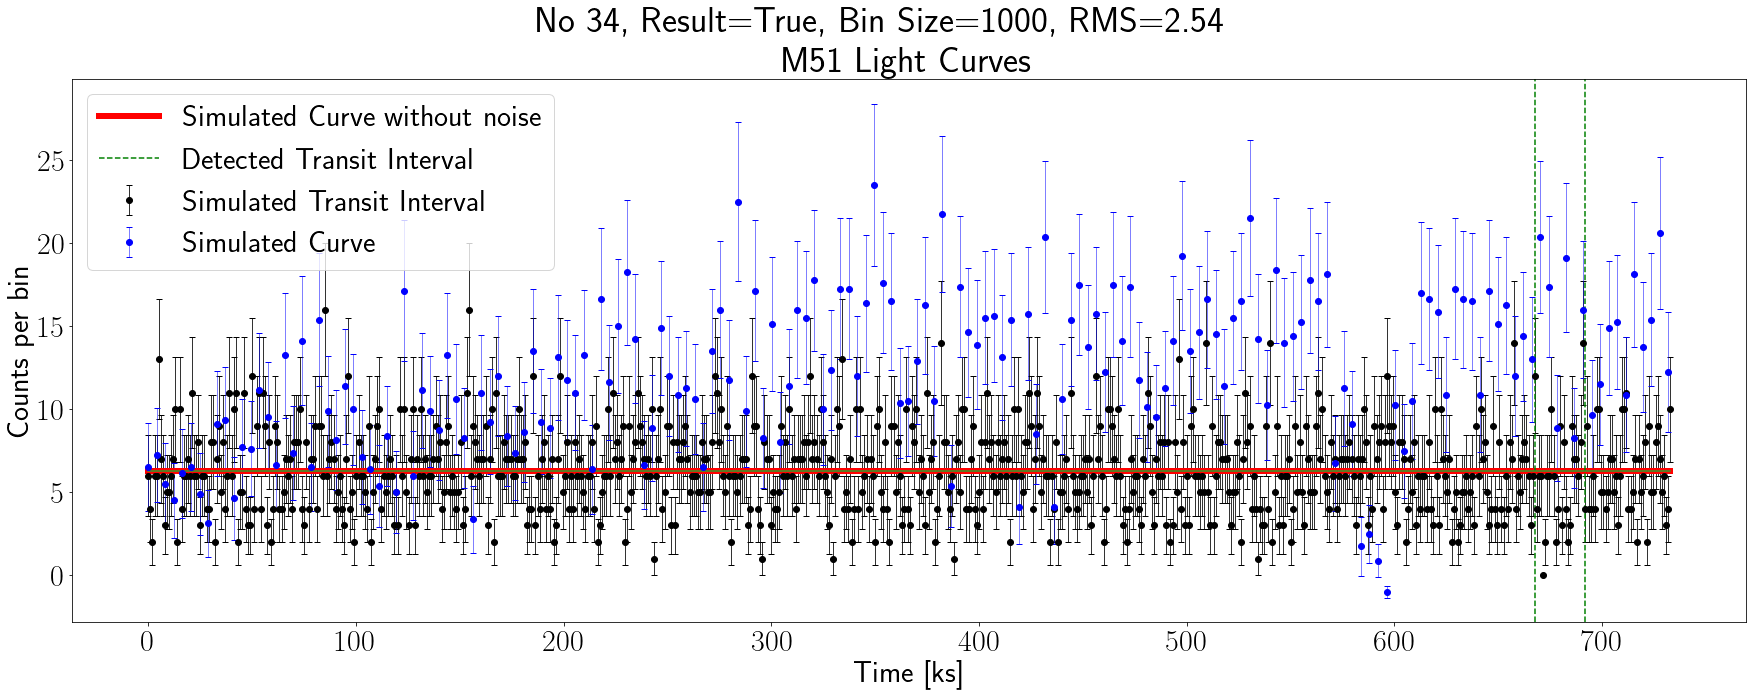 No 34, Result=True, Bin Size=1000, RMS=2.54
M51 Light Curves
Simulated Curve without noise
Detected Transit Interval
Simulated Transit Interval
Simulated Curve
Counts per bin
25
20
15
10
5
0
0 100 200 300 400 500 600 700
Time [ks]